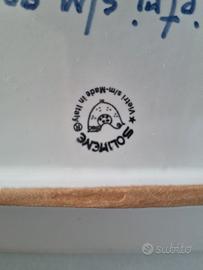 SOLIMENE
★ Vietri s/m - Made in Italy ®
subito